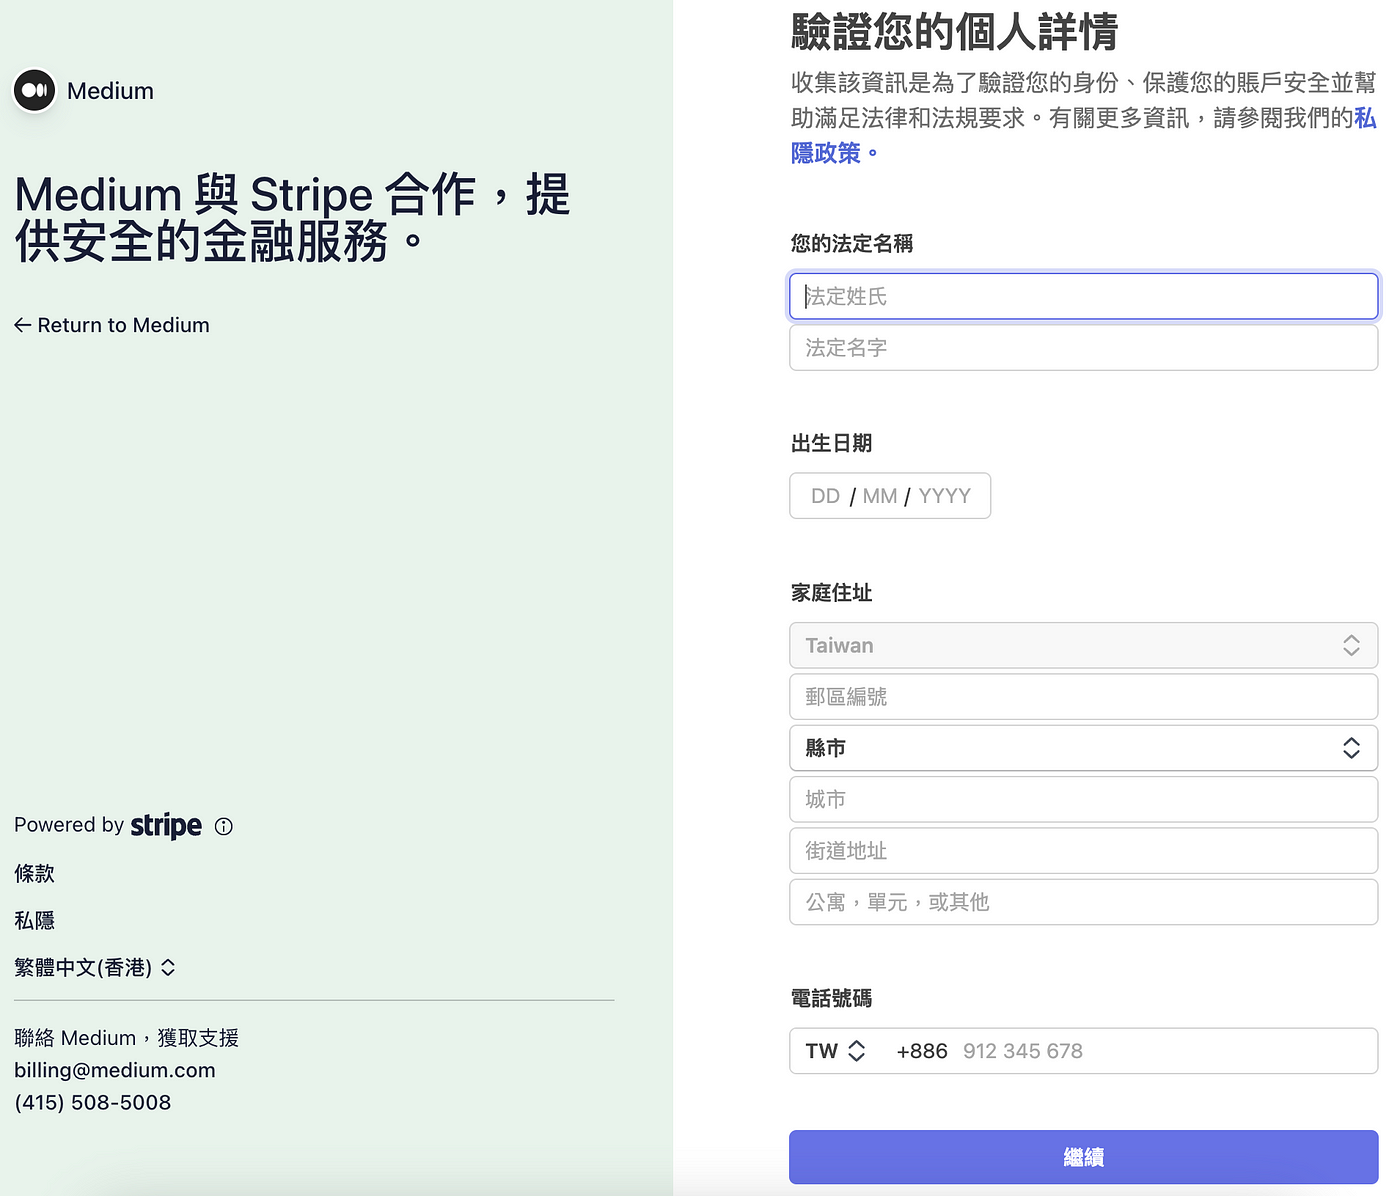 Medium
Medium 與 Stripe 合作，提
供安全的金融服務。
← Return to Medium
Powered by stripe
條款
私隱
繁體中文(香港)
聯絡 Medium，獲取支援
billing@medium.com
(415) 508-5008
驗證您的個人詳情
收集該資訊是為了驗證您的身份、保護您的賬戶安全並幫
助滿足法律和法規要求。有關更多資訊，請參閱我們的私
隱政策。
您的法定名稱
法定姓氏
法定名字
出生日期
DD / MM / YYYY
家庭住址
Taiwan
郵區編號
縣市
城市
街道地址
公寓，單元，或其他
電話號碼
TW +886 912 345 678
繼續